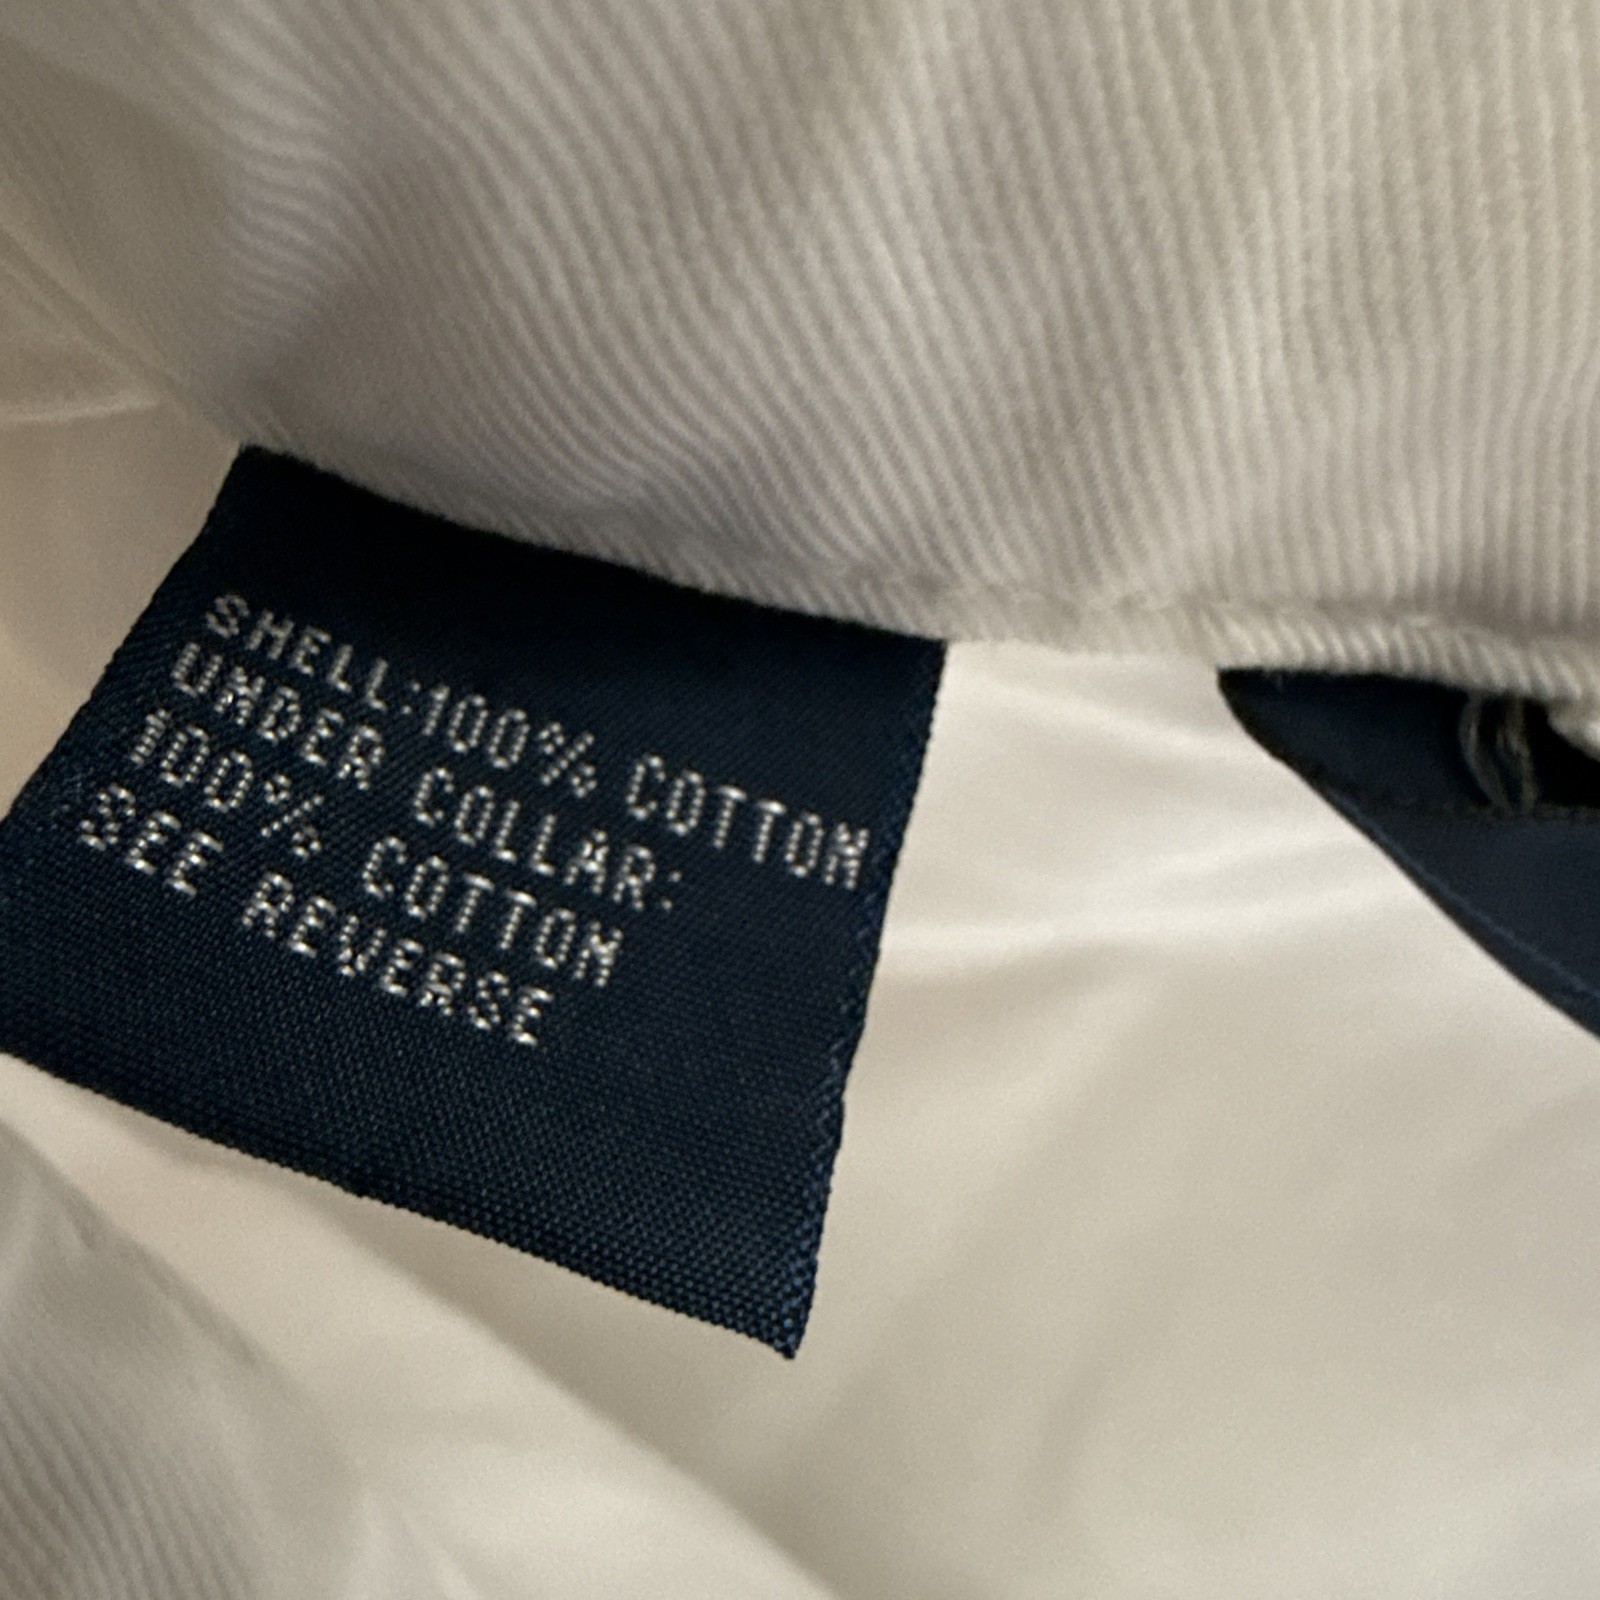 SHELL:100% COTTON
UNDER COLLAR:
100% COTTON
SEE REVERSE